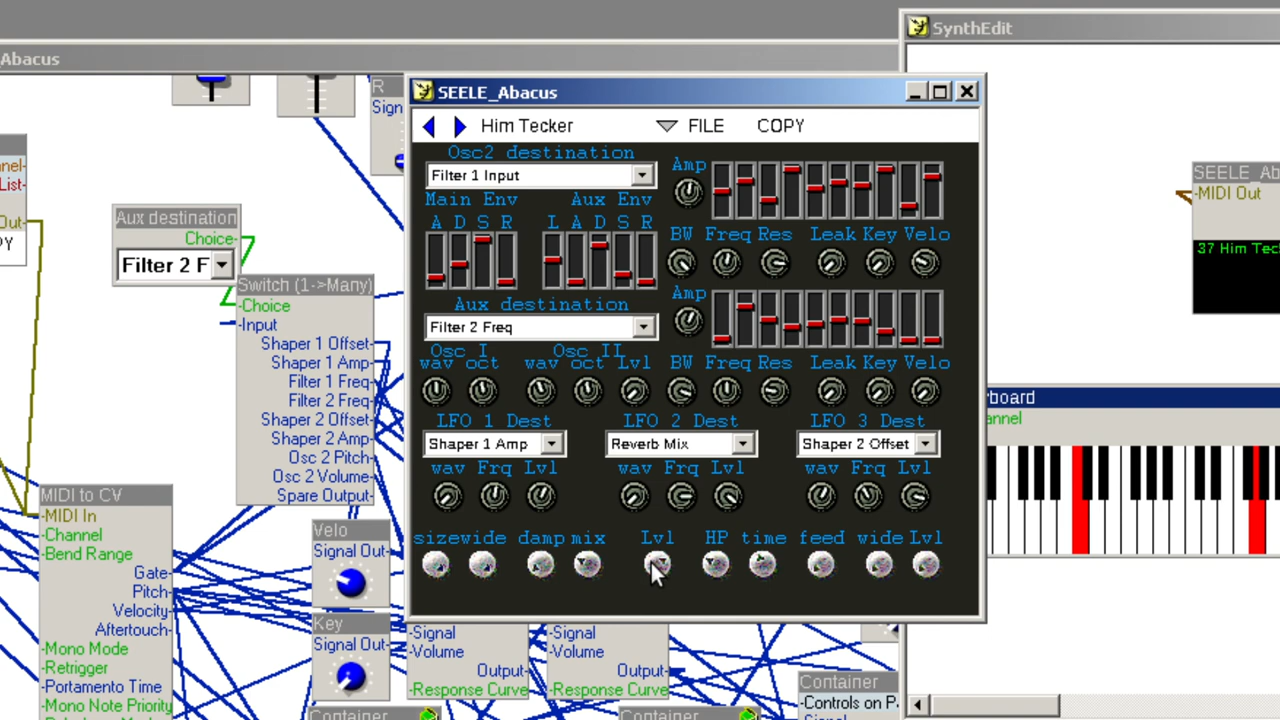 Abacus
SynthEdit
R
Sign
SEELE_Abacus
Him Tecker
FILE
COPY
Osc2 destination
Filter 1 Input
Main Env
Aux Env
A D S R
L A D S R
Amp
BW Freq Res Leak Key Velo
Aux destination
Filter 2 Freq
Amp
Osc I
Osc II
wav oct wav oct Lvl BW Freq Res Leak Key Velo
LFO 1 Dest
LFO 2 Dest
LFO 3 Dest
Shaper 1 Amp
Reverb Mix
Shaper 2 Offset
wav Frq Lvl
wav Frq Lvl
wav Frq Lvl
size wide damp mix Lvl HP time feed wide Lvl
nel-
List-
Out-
PY
Aux destination
Choice-
Filter 2 F
Switch (1->Many)
-Choice
-Input
Shaper 1 Offset-
Shaper 1 Amp-
Filter 1 Freq-
Filter 2 Freq-
Shaper 2 Offset-
Shaper 2 Amp-
Osc 2 Pitch-
Osc 2 Volume-
Spare Output-
MIDI to CV
-MIDI In
-Channel
-Bend Range
Gate-
Pitch-
Velocity-
Aftertouch-
-Mono Mode
-Retrigger
-Portamento Time
-Mono Note Priority
Velo
Signal Out-
Key
Signal Out-
Container
-Signal
-Volume
Output-
-Response Curve
-Signal
-Volume
Output-
-Response Curve
Container
Container
-Controls on P
SEELE_Ab
-MIDI Out
37 Him Tec
board
annel